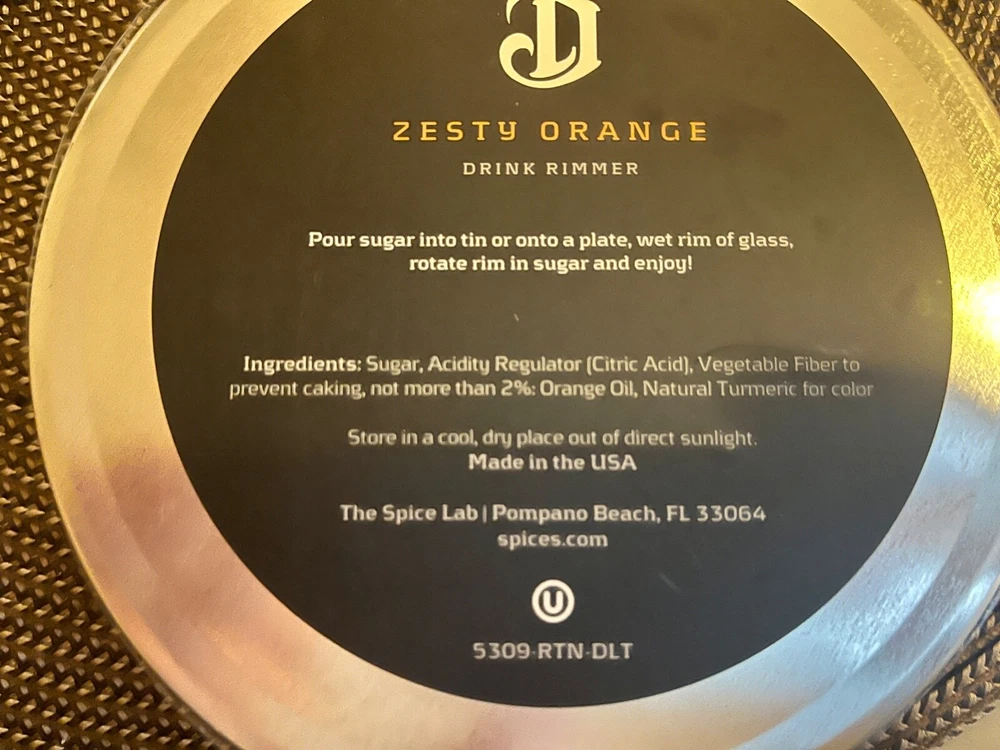 ZESTY ORANGE
DRINK RIMMER
Pour sugar into tin or onto a plate, wet rim of glass,
rotate rim in sugar and enjoy!
Ingredients: Sugar, Acidity Regulator (Citric Acid), Vegetable Fiber to
prevent caking, not more than 2%: Orange Oil, Natural Turmeric for color
Store in a cool, dry place out of direct sunlight.
Made in the USA
The Spice Lab | Pompano Beach, FL 33064
spices.com
U
5309-RTN-DLT